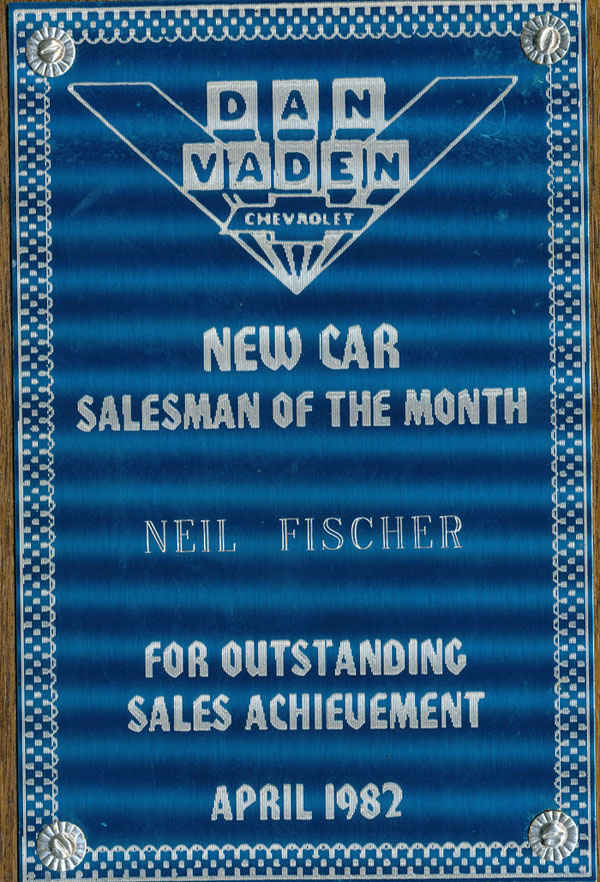 DAN
VADEN
CHEVROLET
NEW CAR
SALESMAN OF THE MONTH
NEIL FISCHER
FOR OUTSTANDING
SALES ACHIEVEMENT
APRIL 1982